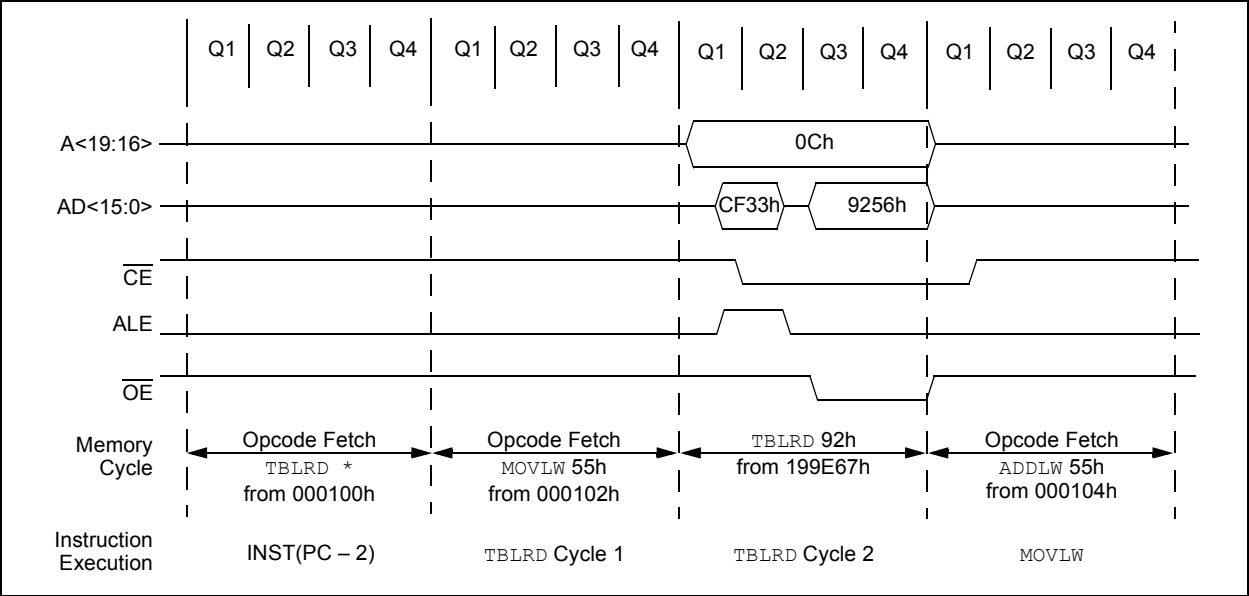 Q1 Q2 Q3 Q4 Q1 Q2 Q3 Q4 Q1 Q2 Q3 Q4 Q1 Q2 Q3 Q4
A<19:16> 0Ch
AD<15:0> CF33h 9256h
CE
ALE
OE
Memory
Cycle
Opcode Fetch
TBLRD *
from 000100h
Opcode Fetch
MOVLW 55h
from 000102h
TBLRD 92h
from 199E67h
Opcode Fetch
ADDLW 55h
from 000104h
Instruction
Execution
INST(PC – 2) TBLRD Cycle 1 TBLRD Cycle 2 MOVLW